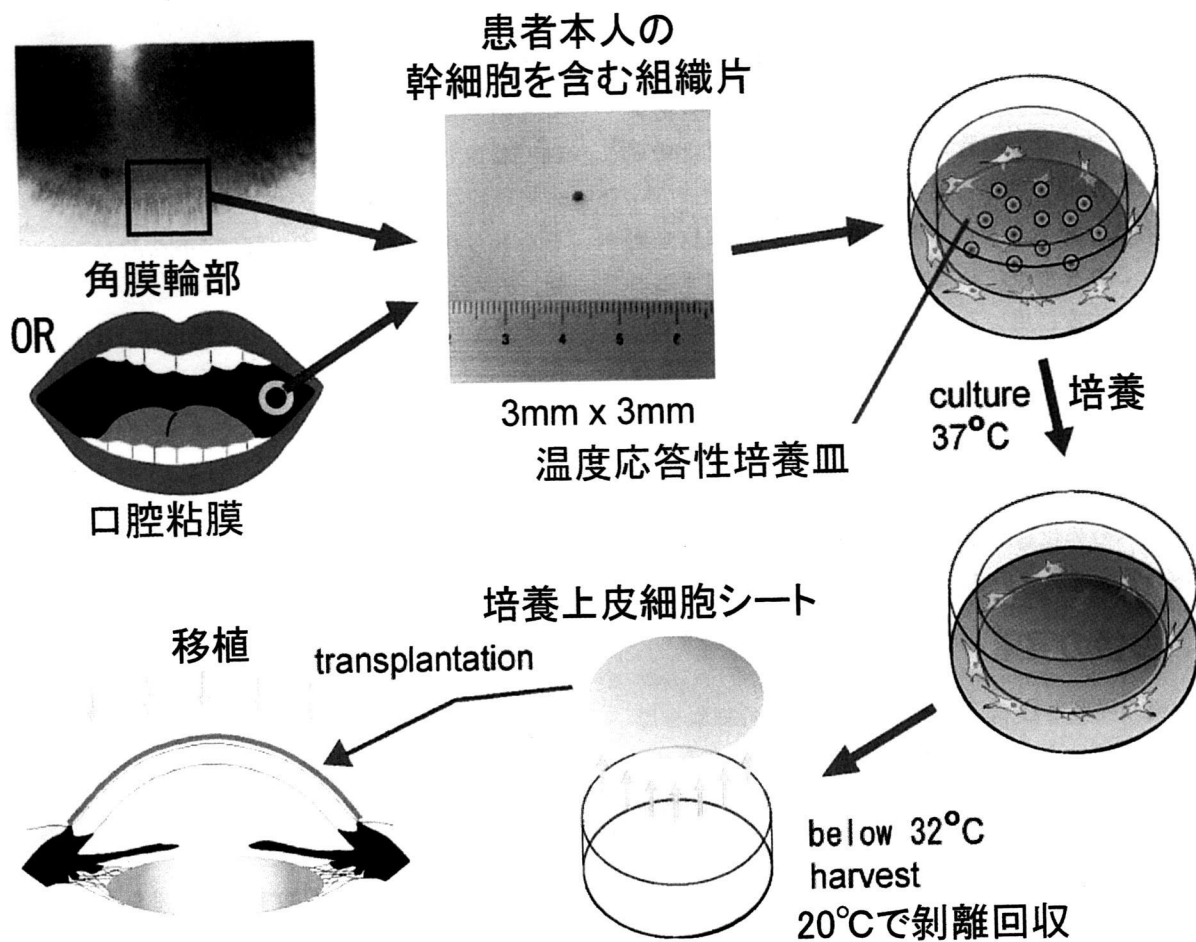 患者本人の
幹細胞を含む組織片
角膜輪部
OR
口腔粘膜
3 4 5 6
3mm x 3mm
温度応答性培養皿
culture
37°C
培養
培養上皮細胞シート
移植
transplantation
below 32°C
harvest
20℃で剥離回収